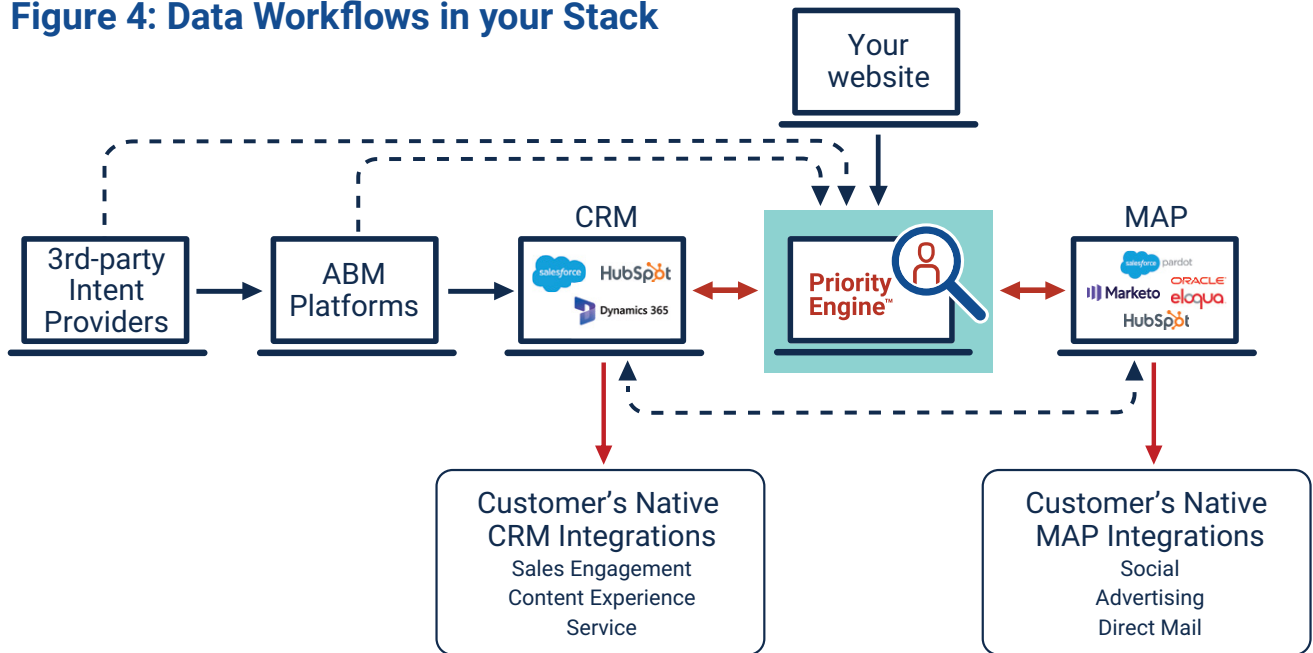 Figure 4: Data Workflows in your Stack
Your
website
3rd-party
Intent
Providers
ABM
Platforms
CRM
salesforce
HubSpot
Dynamics 365
Priority
Engine™
MAP
salesforce pardot
Marketo
ORACLE
eloqua
HubSpot
Customer’s Native
CRM Integrations
Sales Engagement
Content Experience
Service
Customer’s Native
MAP Integrations
Social
Advertising
Direct Mail